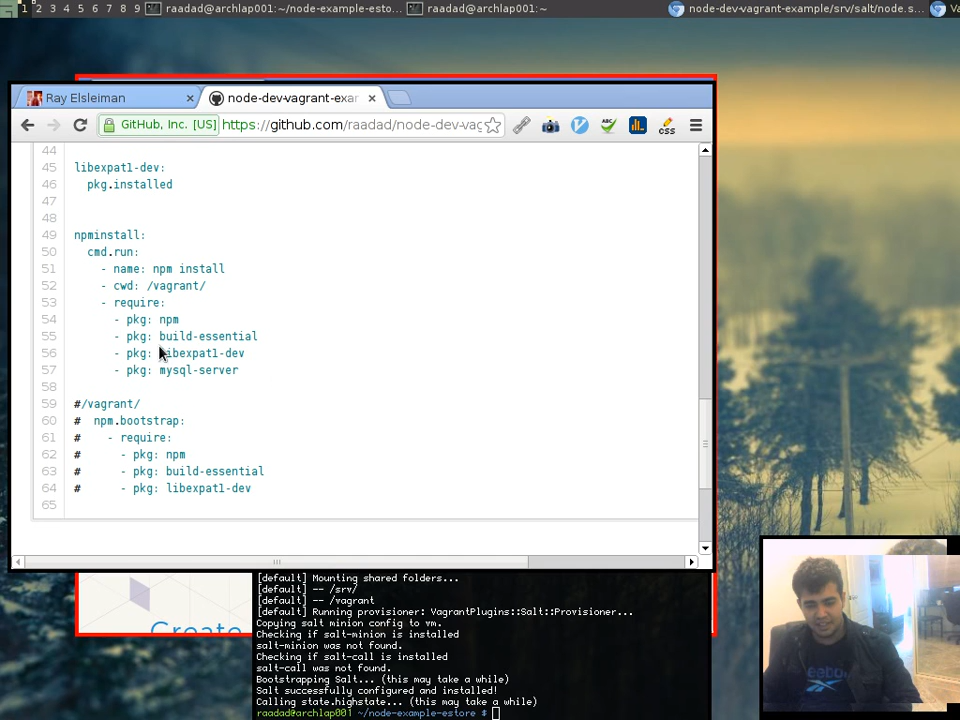 1 2 3 4 5 6 7 8 9 raadad@archlap001:~/node-example-esto... raadad@archlap001:~ node-dev-vagrant-example/srv/salt/node.s... Va
Ray Elsleiman × node-dev-vagrant-exar ×
GitHub, Inc. [US] https://github.com/raadad/node-dev-vag ABC css
44
45 libexpat1-dev:
46 pkg.installed
47
48
49 npminstall:
50 cmd.run:
51 - name: npm install
52 - cwd: /vagrant/
53 - require:
54 - pkg: npm
55 - pkg: build-essential
56 - pkg: libexpat1-dev
57 - pkg: mysql-server
58
59 #/vagrant/
60 # npm.bootstrap:
61 # - require:
62 # - pkg: npm
63 # - pkg: build-essential
64 # - pkg: libexpat1-dev
65
Create
[default] Mounting shared folders...
[default] -- /srv/
[default] -- /vagrant
[default] Running provisioner: VagrantPlugins::Salt::Provisioner...
Copying salt minion config to vm.
Checking if salt-minion is installed
salt-minion was not found.
Checking if salt-call is installed
salt-call was not found.
Bootstrapping Salt... (this may take a while)
Salt successfully configured and installed!
Calling state.highstate... (this may take a while)
raadad@archlap001 ~/node-example-estore $
Reebok